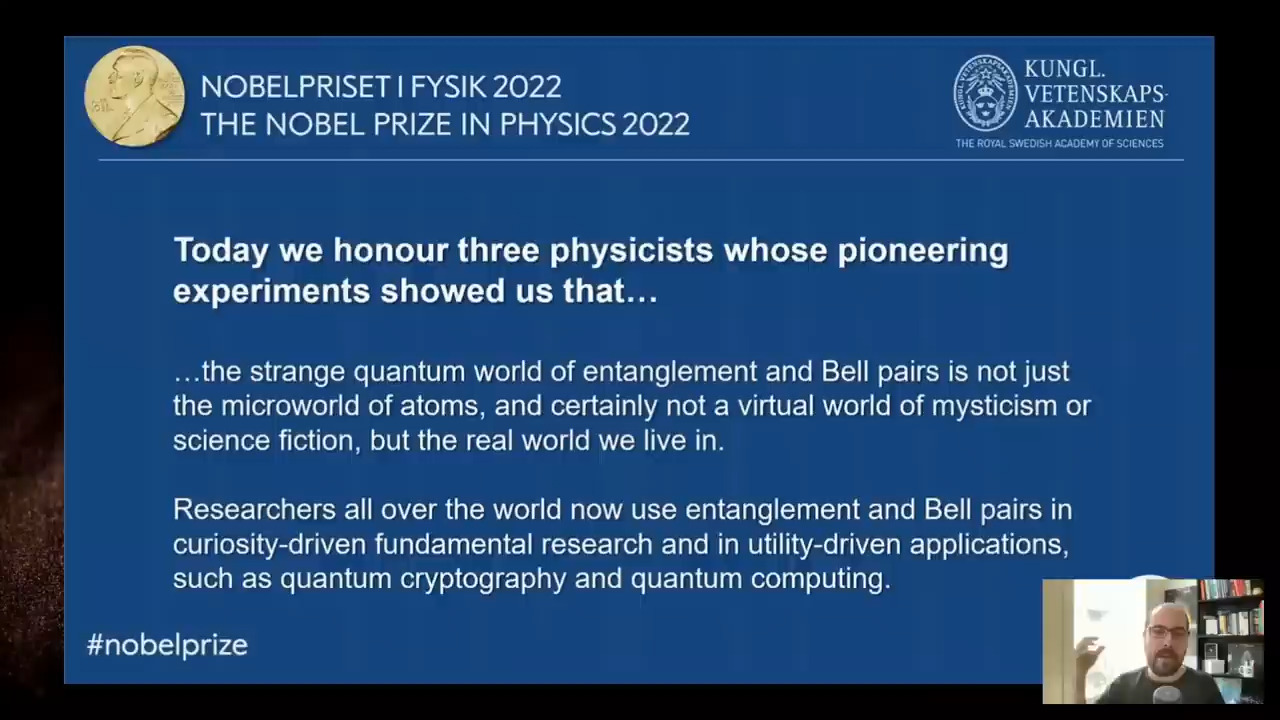 NOBELPRISET I FYSIK 2022
THE NOBEL PRIZE IN PHYSICS 2022
KUNGL.
VETENSKAPS-
AKADEMIEN
THE ROYAL SWEDISH ACADEMY OF SCIENCES
Today we honour three physicists whose pioneering
experiments showed us that…
…the strange quantum world of entanglement and Bell pairs is not just
the microworld of atoms, and certainly not a virtual world of mysticism or
science fiction, but the real world we live in.
Researchers all over the world now use entanglement and Bell pairs in
curiosity-driven fundamental research and in utility-driven applications,
such as quantum cryptography and quantum computing.
#nobelprize